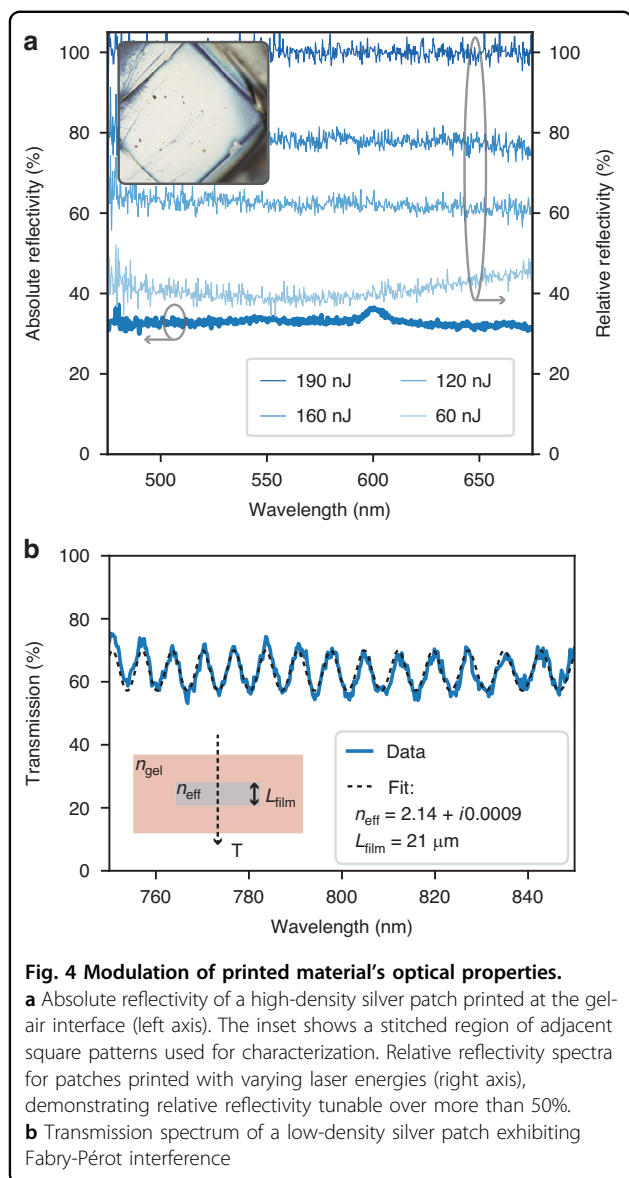 a
100
80
60
40
20
0
Absolute reflectivity (%)
100
80
60
40
20
0
Relative reflectivity (%)
190 nJ
120 nJ
160 nJ
60 nJ
500
550
600
650
Wavelength (nm)
b
100
80
60
40
20
0
Transmission (%)
n_gel
n_eff
L_film
T
Data
Fit:
n_eff = 2.14 + i0.0009
L_film = 21 μm
760
780
800
820
840
Wavelength (nm)
Fig. 4 Modulation of printed material's optical properties.
a Absolute reflectivity of a high-density silver patch printed at the gel-
air interface (left axis). The inset shows a stitched region of adjacent
square patterns used for characterization. Relative reflectivity spectra
for patches printed with varying laser energies (right axis),
demonstrating relative reflectivity tunable over more than 50%.
b Transmission spectrum of a low-density silver patch exhibiting
Fabry-Pérot interference